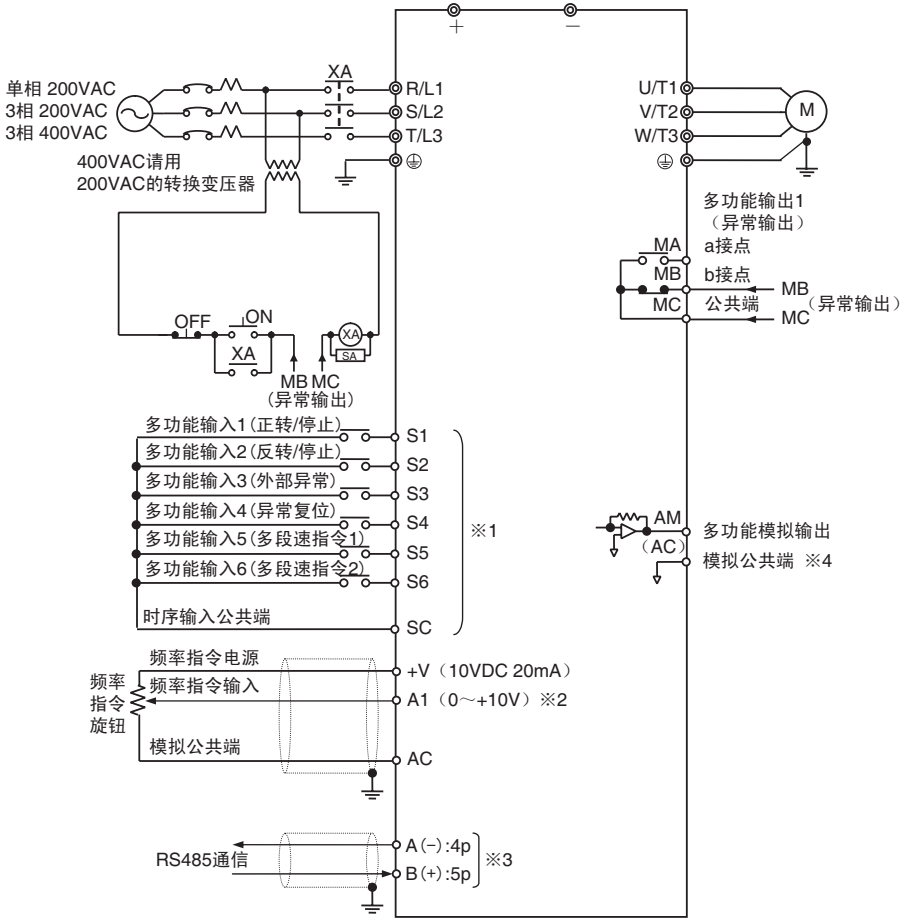 + −
单相 200VAC
3相 200VAC
3相 400VAC
XA
R/L1
S/L2
T/L3
400VAC请用
200VAC的转换变压器
U/T1
V/T2
W/T3
M
多功能输出1
（异常输出）
MA a接点
MB b接点
MC 公共端
MB
MC
（异常输出）
OFF
ON
XA
XA
SA
MB MC
(异常输出)
多功能输入1(正转/停止) S1
多功能输入2(反转/停止) S2
多功能输入3(外部异常) S3
多功能输入4(异常复位) S4
多功能输入5(多段速指令1) S5
多功能输入6(多段速指令2) S6
※1
时序输入公共端 SC
AM 多功能模拟输出
（AC） 模拟公共端 ※4
频率指令电源 +V（10VDC 20mA）
频率
指令
旋钮
频率指令输入 A1（0～+10V）※2
模拟公共端 AC
RS485通信
A(−):4p
B(+):5p
※3